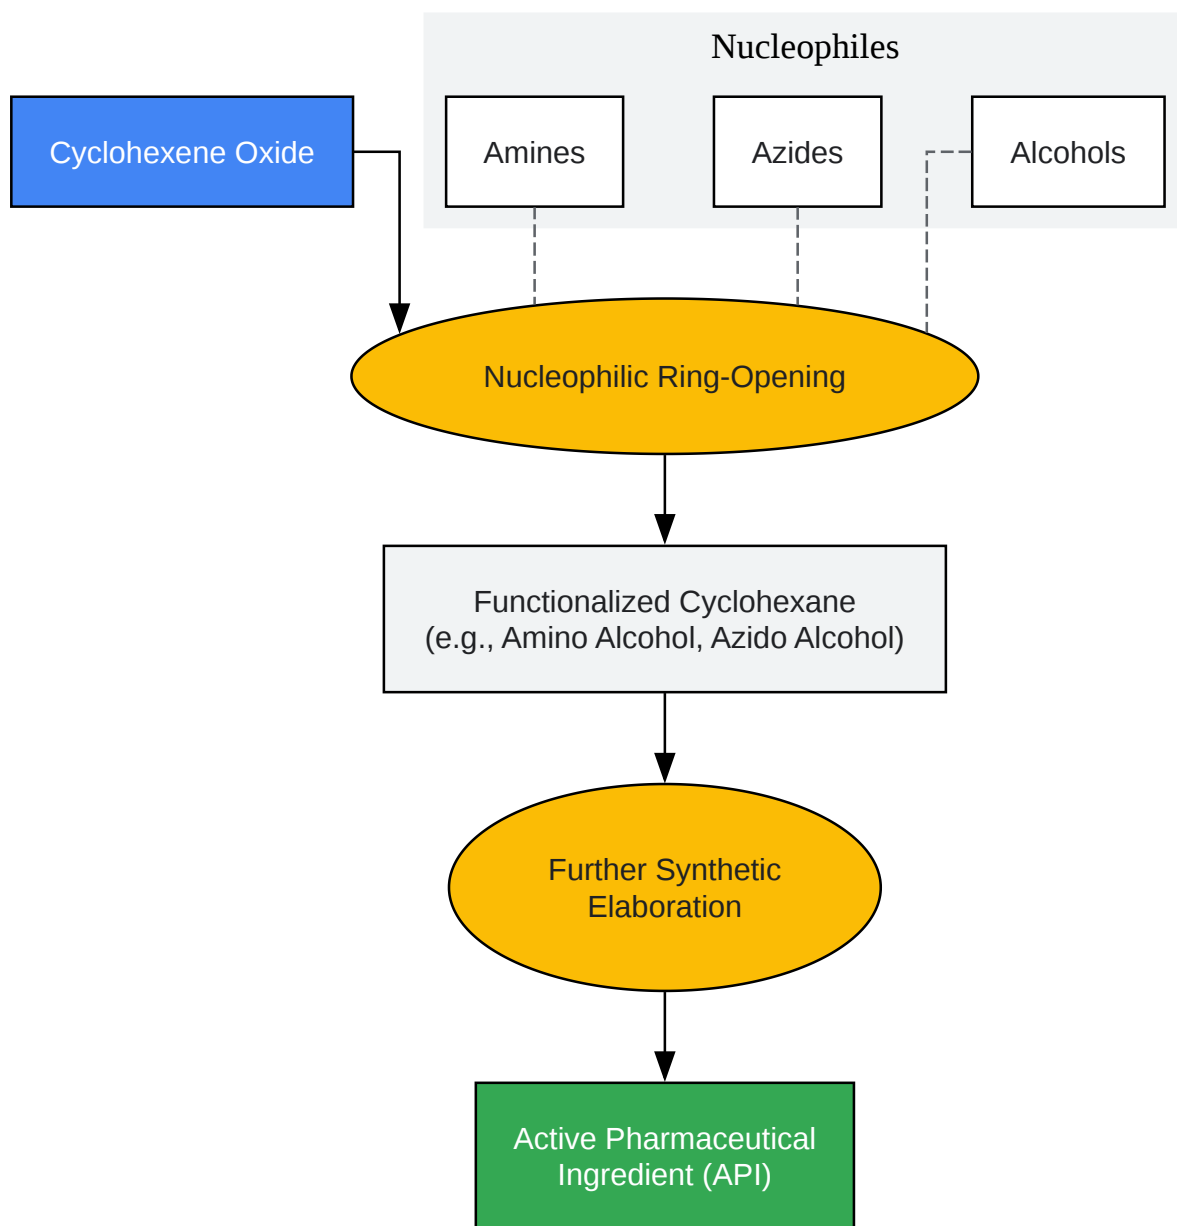 Nucleophiles
Cyclohexene Oxide
Amines
Azides
Alcohols
Nucleophilic Ring-Opening
Functionalized Cyclohexane
(e.g., Amino Alcohol, Azido Alcohol)
Further Synthetic
Elaboration
Active Pharmaceutical
Ingredient (API)